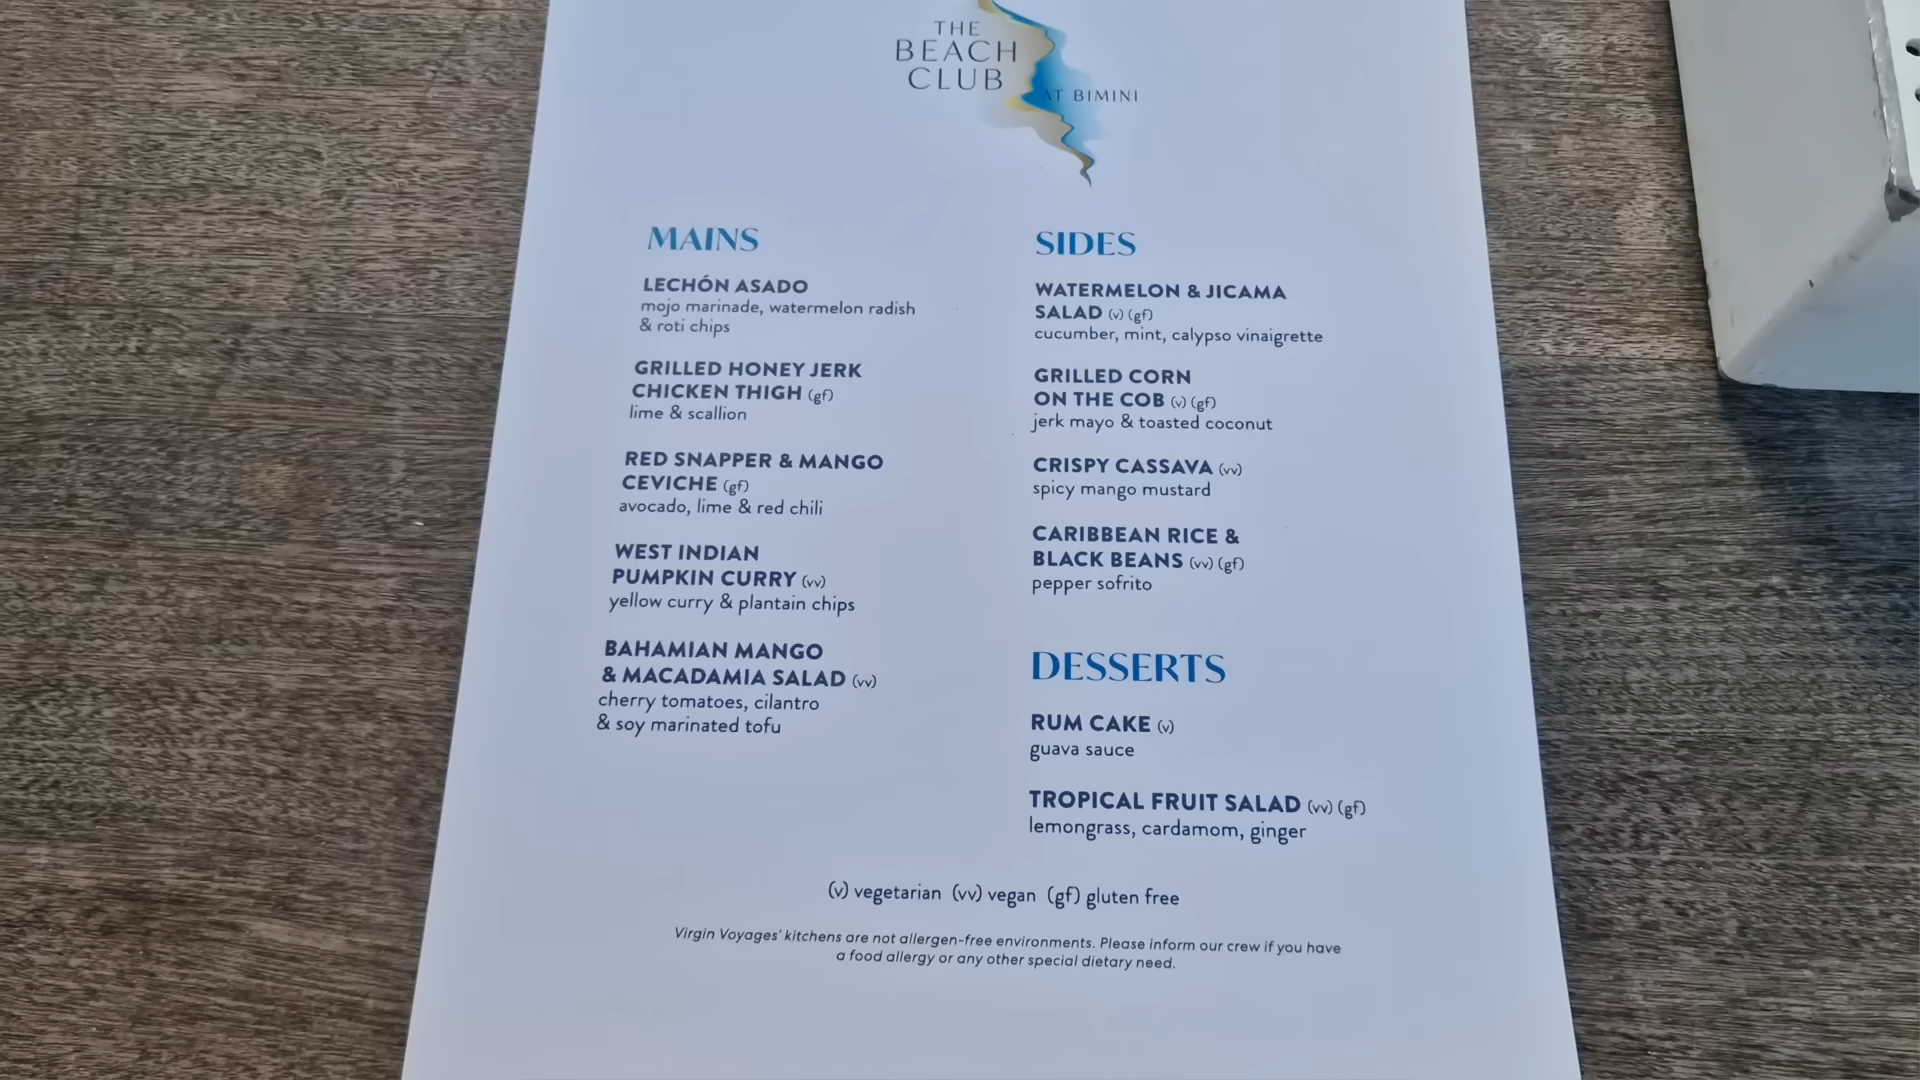 THE
BEACH
CLUB
AT BIMINI
MAINS
LECHÓN ASADO
mojo marinade, watermelon radish
& roti chips
GRILLED HONEY JERK
CHICKEN THIGH (gf)
lime & scallion
RED SNAPPER & MANGO
CEVICHE (gf)
avocado, lime & red chili
WEST INDIAN
PUMPKIN CURRY (vv)
yellow curry & plantain chips
BAHAMIAN MANGO
& MACADAMIA SALAD (vv)
cherry tomatoes, cilantro
& soy marinated tofu
SIDES
WATERMELON & JICAMA
SALAD (v) (gf)
cucumber, mint, calypso vinaigrette
GRILLED CORN
ON THE COB (v) (gf)
jerk mayo & toasted coconut
CRISPY CASSAVA (vv)
spicy mango mustard
CARIBBEAN RICE &
BLACK BEANS (vv) (gf)
pepper sofrito
DESSERTS
RUM CAKE (v)
guava sauce
TROPICAL FRUIT SALAD (vv) (gf)
lemongrass, cardamom, ginger
(v) vegetarian (vv) vegan (gf) gluten free
Virgin Voyages' kitchens are not allergen-free environments. Please inform our crew if you have
a food allergy or any other special dietary need.